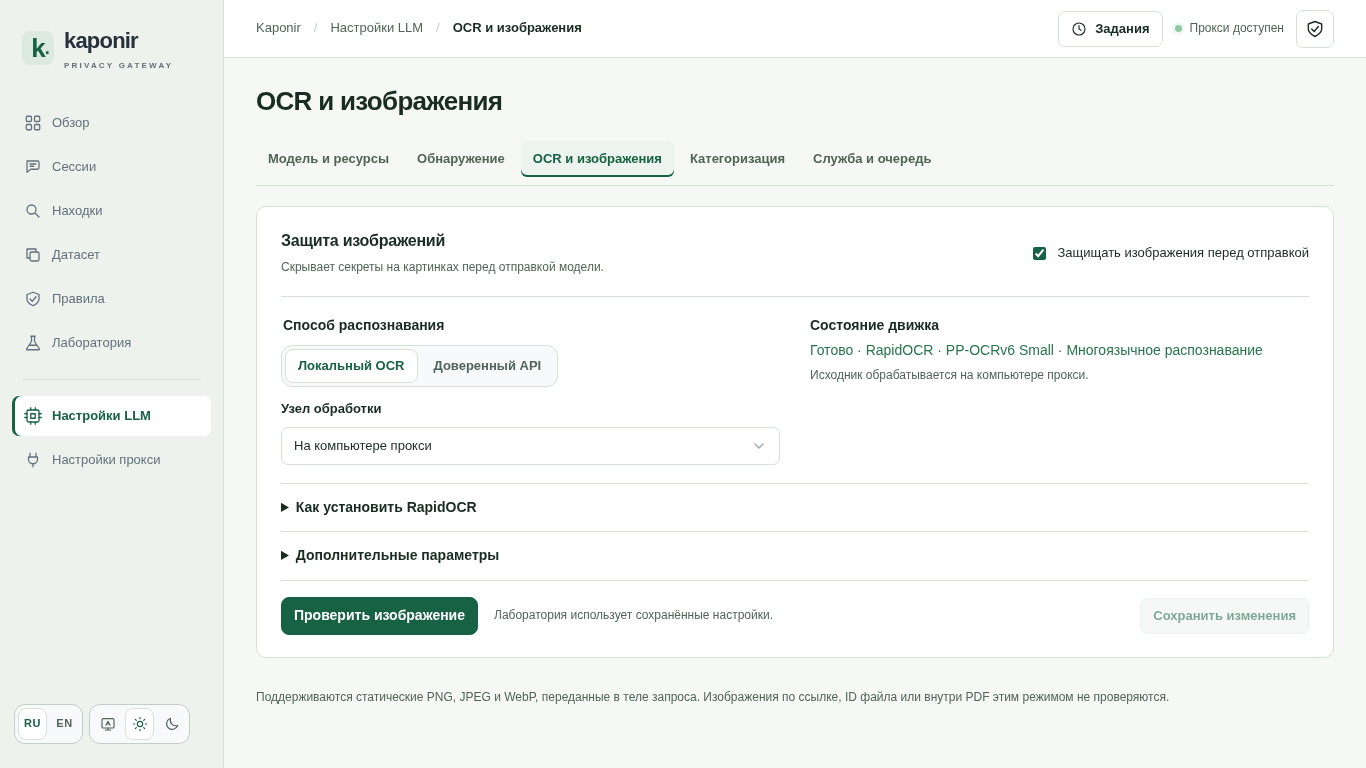 k.
kaponir
PRIVACY GATEWAY
Обзор
Сессии
Находки
Датасет
Правила
Лаборатория
Настройки LLM
Настройки прокси
RU EN
Kaponir / Настройки LLM / OCR и изображения
Задания
Прокси доступен
OCR и изображения
Модель и ресурсы
Обнаружение
OCR и изображения
Категоризация
Служба и очередь
Защита изображений
Скрывает секреты на картинках перед отправкой модели.
Защищать изображения перед отправкой
Способ распознавания
Локальный OCR
Доверенный API
Узел обработки
На компьютере прокси
Состояние движка
Готово · RapidOCR · PP-OCRv6 Small · Многоязычное распознавание
Исходник обрабатывается на компьютере прокси.
Как установить RapidOCR
Дополнительные параметры
Проверить изображение
Лаборатория использует сохранённые настройки.
Сохранить изменения
Поддерживаются статические PNG, JPEG и WebP, переданные в теле запроса. Изображения по ссылке, ID файла или внутри PDF этим режимом не проверяются.